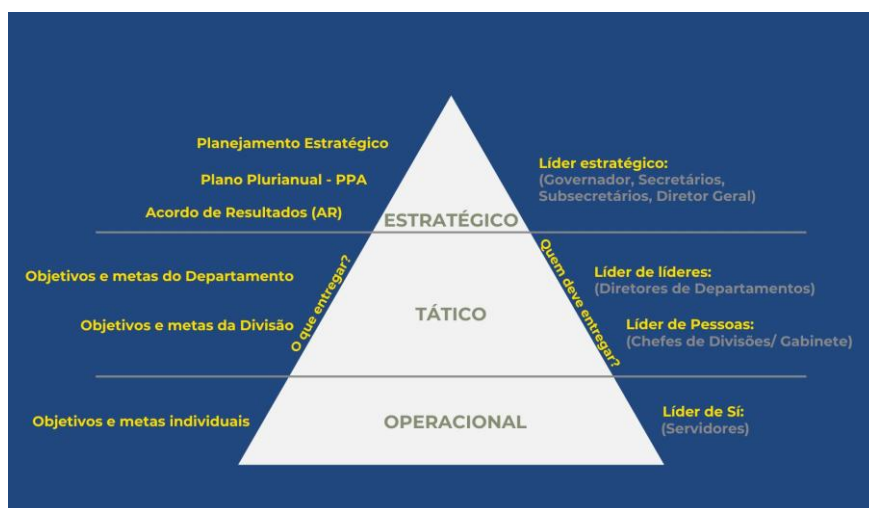 Planejamento Estratégico
Plano Plurianual - PPA
Acordo de Resultados (AR)
ESTRATÉGICO
Líder estratégico:
(Governador, Secretários,
Subsecretários, Diretor Geral)
O que entregar?
Quem deve entregar?
Objetivos e metas do Departamento
Objetivos e metas da Divisão
TÁTICO
Líder de líderes:
(Diretores de Departamentos)
Líder de Pessoas:
(Chefes de Divisões/ Gabinete)
Objetivos e metas individuais
OPERACIONAL
Líder de Sí:
(Servidores)